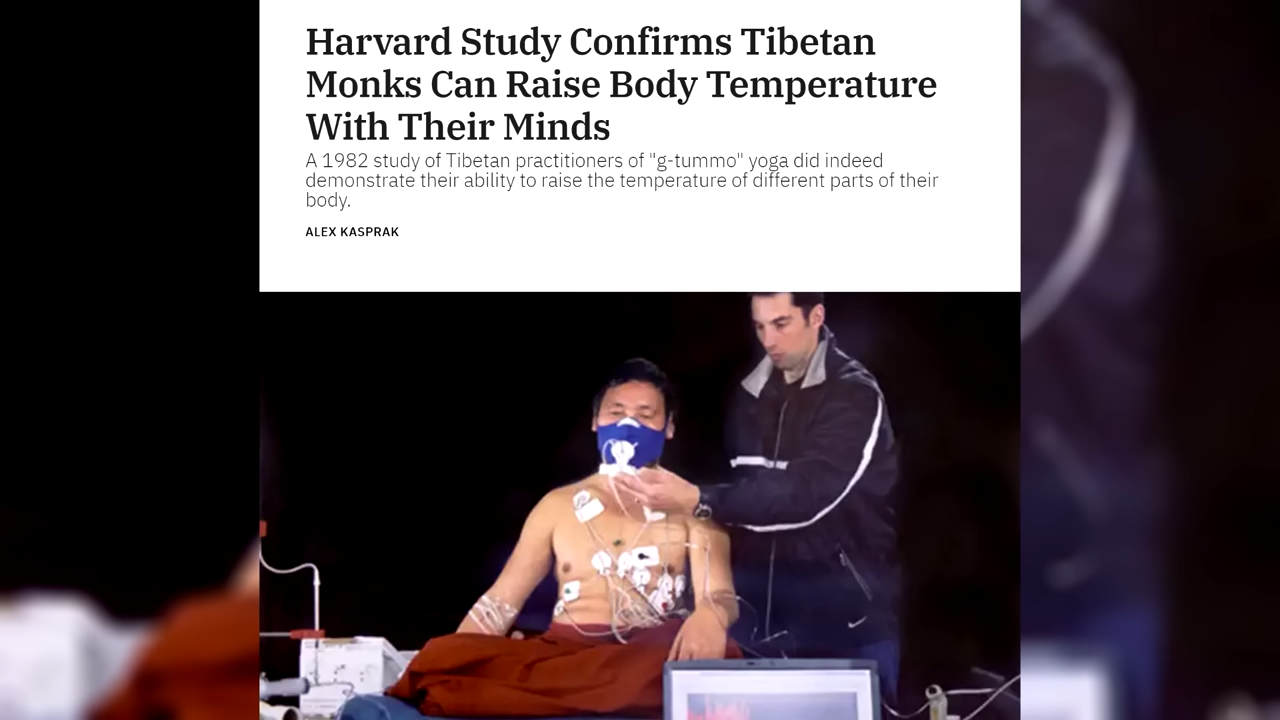 Harvard Study Confirms Tibetan
Monks Can Raise Body Temperature
With Their Minds
A 1982 study of Tibetan practitioners of "g-tummo" yoga did indeed
demonstrate their ability to raise the temperature of different parts of their
body.
ALEX KASPRAK